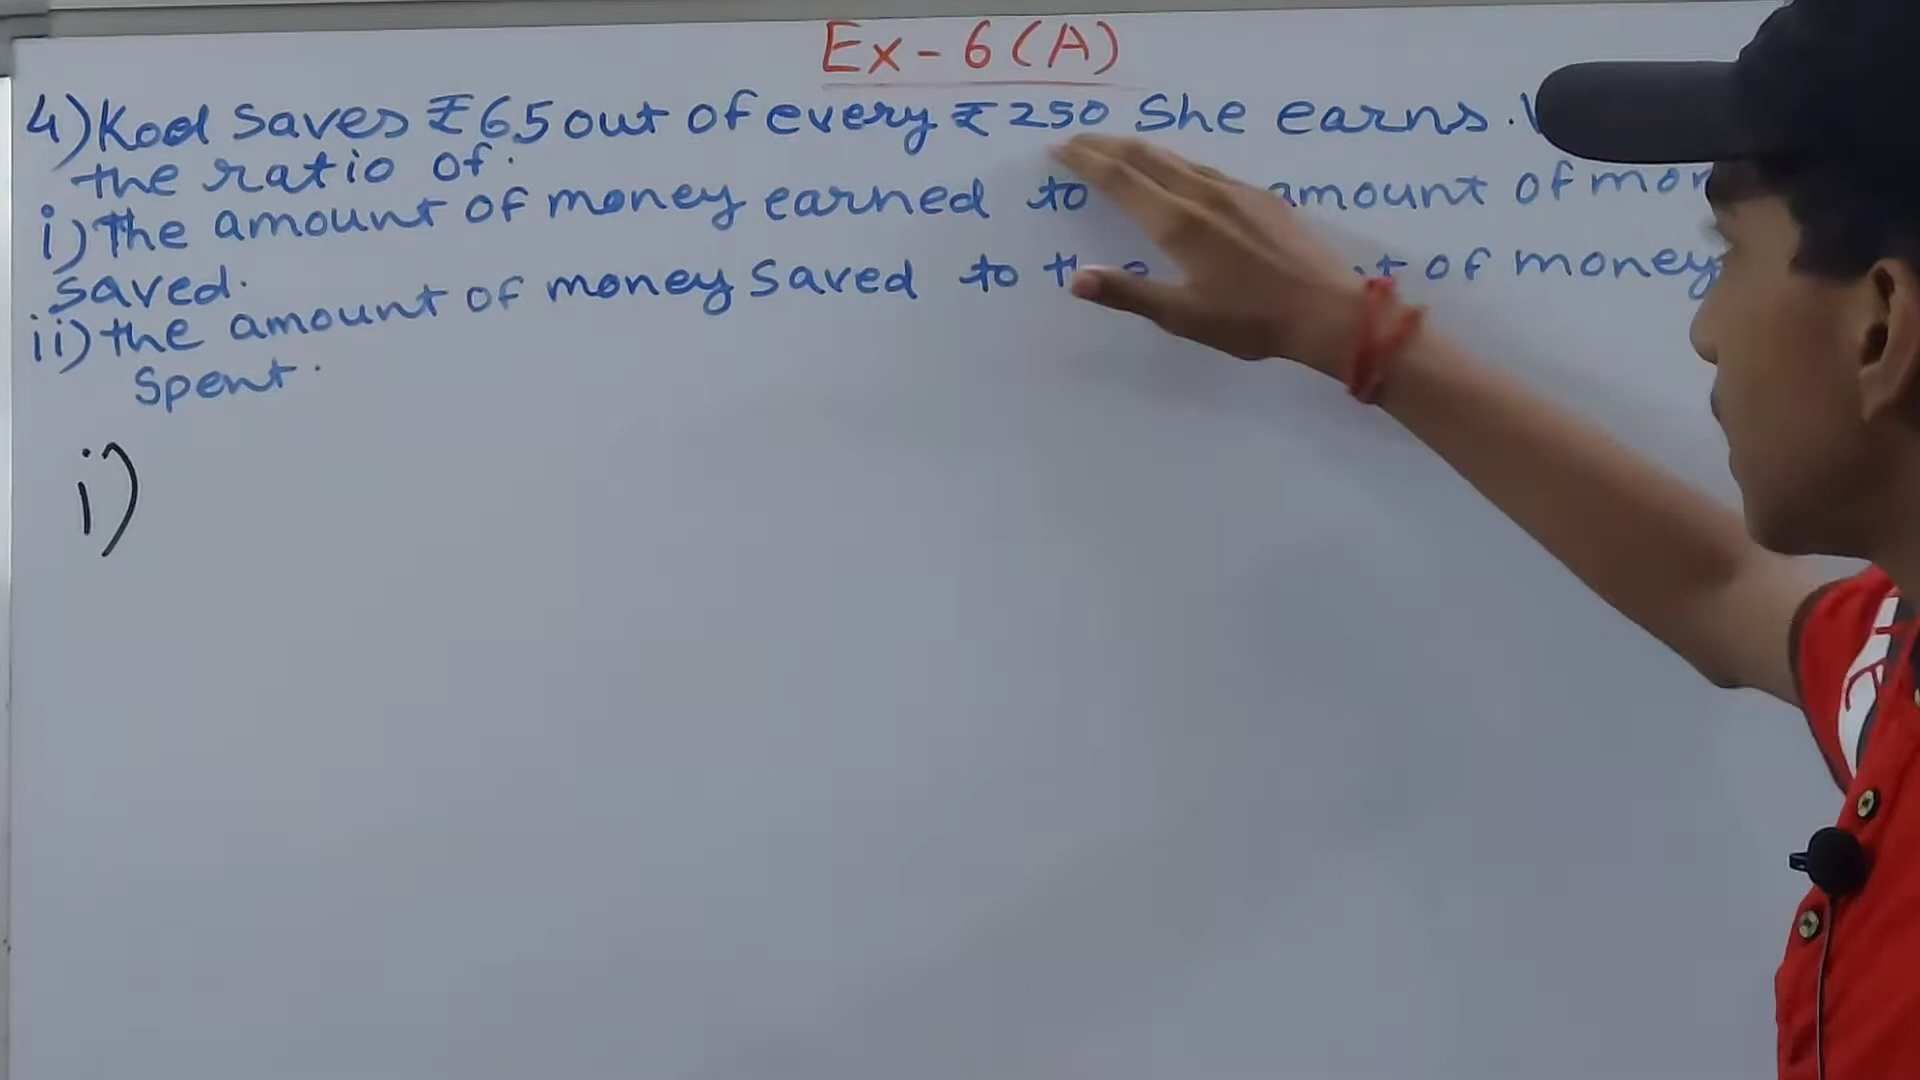 Ex - 6 (A)
4) Kool saves ₹ 65 out of every ₹ 250 She earns.
the ratio of.
i) The amount of money earned to amount of
saved.
ii) the amount of money saved to of money
Spent.
i)